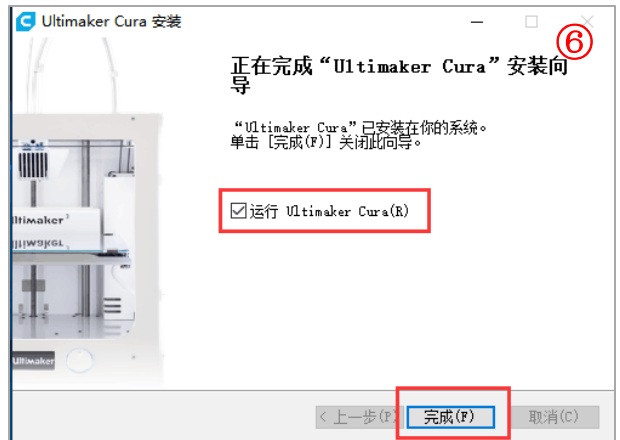 Ultimaker Cura 安装
⑥
正在完成“Ultimaker Cura”安装向
导
“Ultimaker Cura”已安装在你的系统。
单击 [完成(F)] 关闭此向导。
运行 Ultimaker Cura(R)
Ultimaker³
Ultimaker
< 上一步(P)
完成(F)
取消(C)